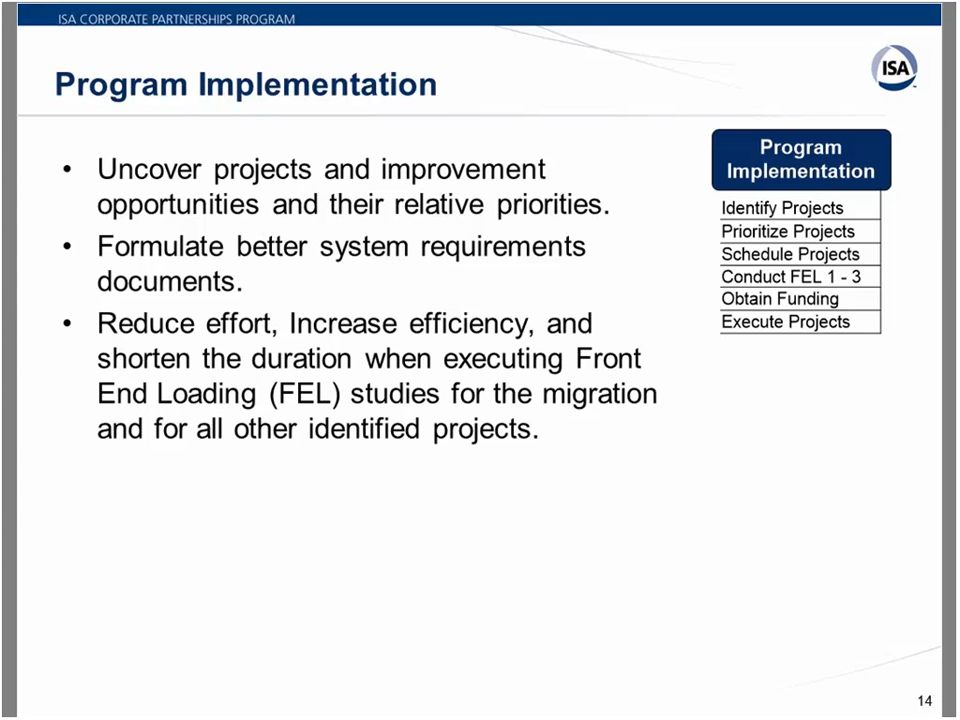 ISA CORPORATE PARTNERSHIPS PROGRAM
Program Implementation
ISA
• Uncover projects and improvement
opportunities and their relative priorities.
• Formulate better system requirements
documents.
• Reduce effort, Increase efficiency, and
shorten the duration when executing Front
End Loading (FEL) studies for the migration
and for all other identified projects.
Program
Implementation
Identify Projects
Prioritize Projects
Schedule Projects
Conduct FEL 1 - 3
Obtain Funding
Execute Projects
14